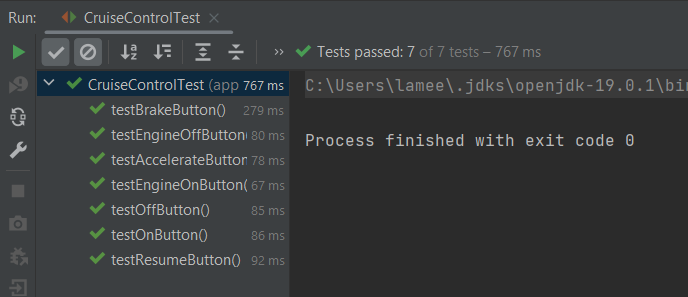 Run: CruiseControlTest ×
» Tests passed: 7 of 7 tests – 767 ms
CruiseControlTest (app 767 ms
testBrakeButton() 279 ms
testEngineOffButton( 80 ms
testAccelerateButton 78 ms
testEngineOnButton( 67 ms
testOffButton() 85 ms
testOnButton() 86 ms
testResumeButton() 92 ms
C:\Users\lamee\.jdks\openjdk-19.0.1\bin
Process finished with exit code 0